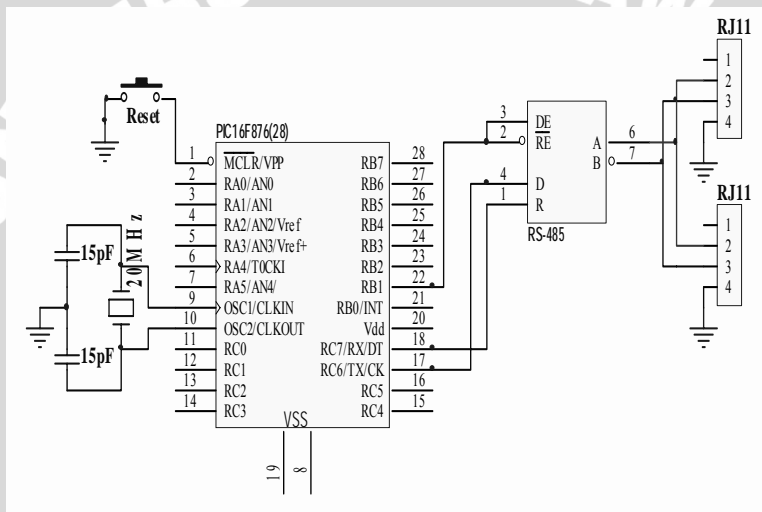 RJ11
1
2
3
4
Reset
PIC16F876(28)
1 MCLR/VPP RB7 28
2 RA0/AN0 RB6 27
3 RA1/AN1 RB5 26
4 RA2/AN2/Vref RB4 25
5 RA3/AN3/Vref+ RB3 24
6 RA4/T0CKI RB2 23
7 RA5/AN4/ RB1 22
9 OSC1/CLKIN RB0/INT 21
10 OSC2/CLKOUT Vdd 20
11 RC0 RC7/RX/DT 18
12 RC1 RC6/TX/CK 17
13 RC2 RC5 16
14 RC3 RC4 15
VSS
19 8
15pF
20MHz
15pF
3 DE
2 RE
A 6
B 7
4 D
1 R
RS-485
RJ11
1
2
3
4